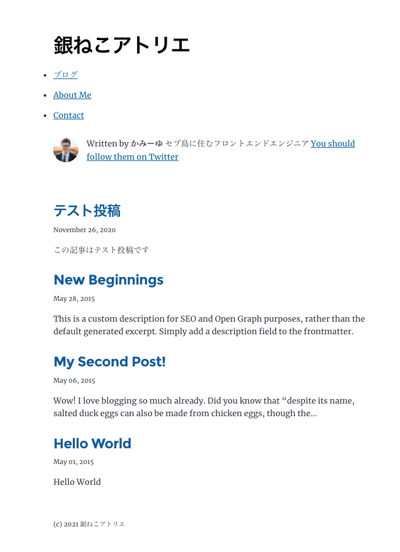 銀ねこアトリエ
ブログ
About Me
Contact
Written by かみーゆ セブ島に住むフロントエンドエンジニア You should
follow them on Twitter
テスト投稿
November 26, 2020
この記事はテスト投稿です
New Beginnings
May 28, 2015
This is a custom description for SEO and Open Graph purposes, rather than the
default generated excerpt. Simply add a description field to the frontmatter.
My Second Post!
May 06, 2015
Wow! I love blogging so much already. Did you know that “despite its name,
salted duck eggs can also be made from chicken eggs, though the…
Hello World
May 01, 2015
Hello World
(c) 2021 銀ねこアトリエ